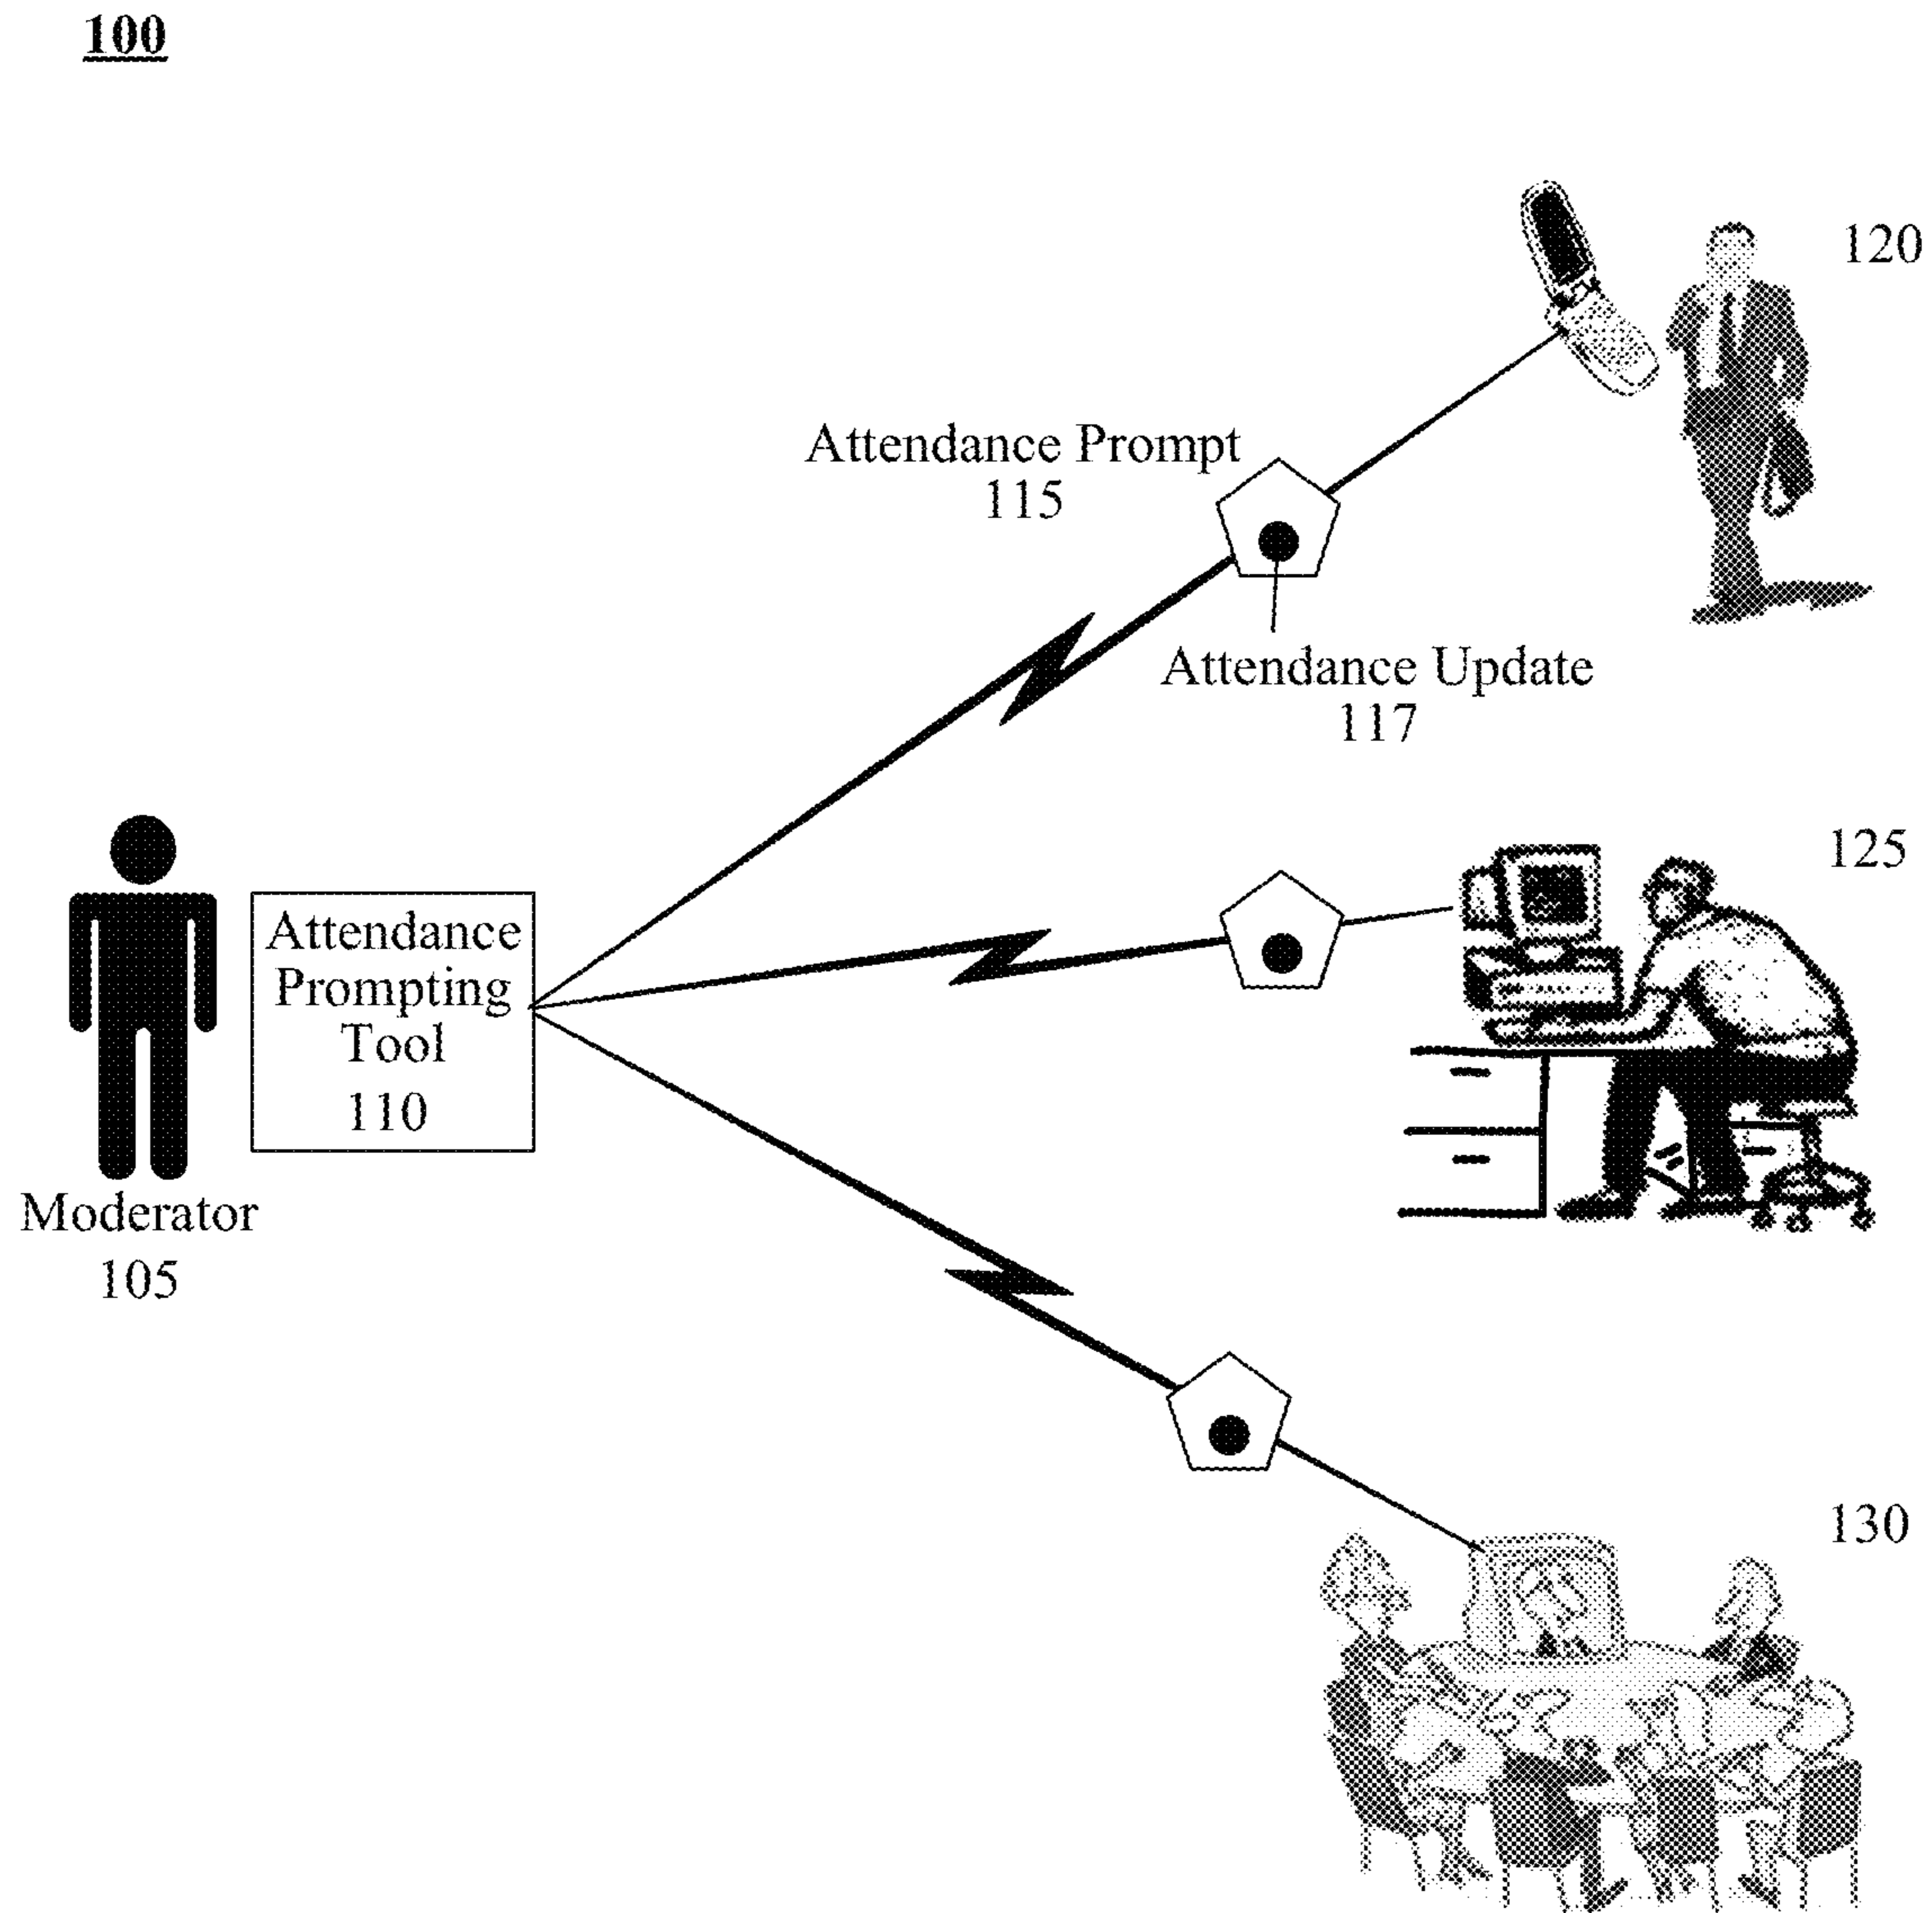 100
120
Attendance Prompt
115
Attendance Update
117
125
Attendance
Prompting
Tool
110
Moderator
105
130